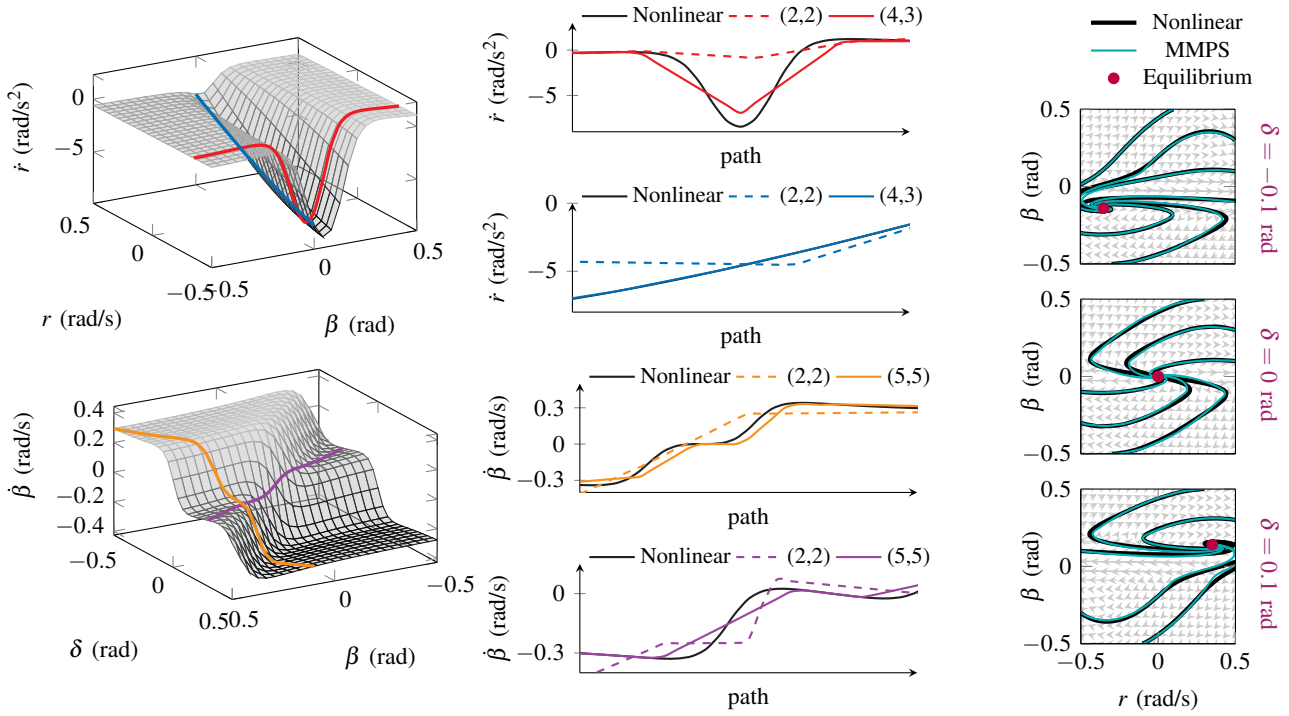 0
−5
ṙ (rad/s²)
0.5
0
−0.5
−0.5
0
0.5
r (rad/s)
β (rad)
0.4
0.2
0
−0.2
−0.4
β̇ (rad/s)
−0.5
0
0.5
0.5
0
−0.5
δ (rad)
β (rad)
Nonlinear (2,2) (4,3)
0
−5
ṙ (rad/s²)
path
Nonlinear (2,2) (4,3)
0
−5
ṙ (rad/s²)
path
Nonlinear (2,2) (5,5)
0.3
0
−0.3
β̇ (rad/s)
path
Nonlinear (2,2) (5,5)
0
−0.3
β̇ (rad/s)
path
Nonlinear
MMPS
Equilibrium
0.5
0
−0.5
β (rad)
δ = −0.1 rad
0.5
0
−0.5
β (rad)
δ = 0 rad
0.5
0
−0.5
β (rad)
δ = 0.1 rad
−0.5 0 0.5
r (rad/s)